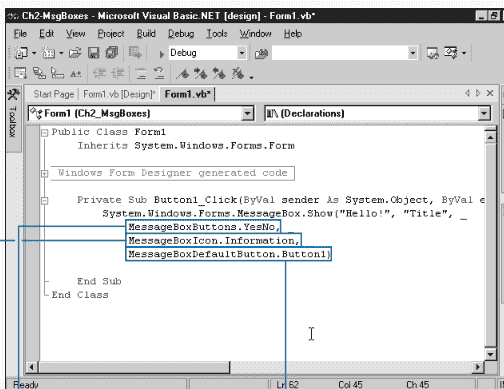 Ch2-MsgBoxes - Microsoft Visual Basic.NET [design] - Form1.vb*
File Edit View Project Build Debug Tools Window Help
Debug
Start Page Form1.vb [Design]* Form1.vb*
Toolbox
Form1 (Ch2_MsgBoxes) (Declarations)
Public Class Form1
Inherits System.Windows.Forms.Form
Windows Form Designer generated code
Private Sub Button1_Click(ByVal sender As System.Object, ByVal e
System.Windows.Forms.MessageBox.Show("Hello!", "Title", _
MessageBoxButtons.YesNo, _
MessageBoxIcon.Information, _
MessageBoxDefaultButton.Button1)
End Sub
End Class
Ready Ln 62 Col 45 Ch 45